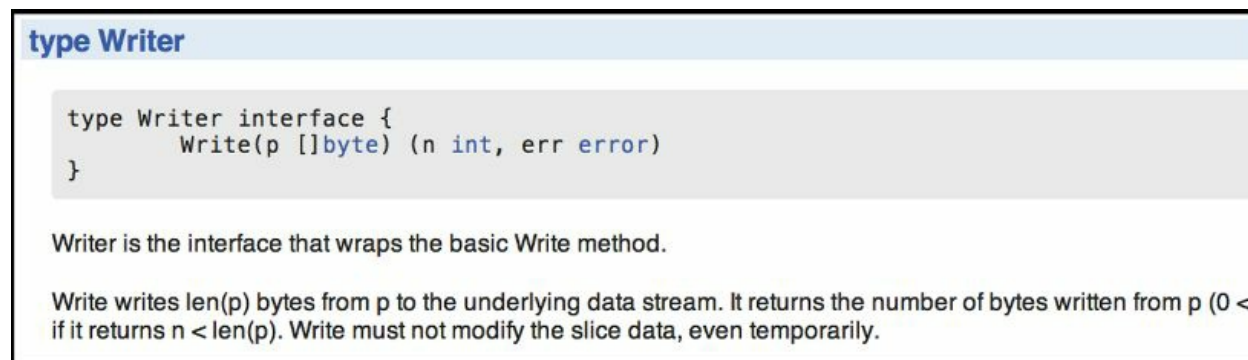 type Writer
type Writer interface {
        Write(p []byte) (n int, err error)
}
Writer is the interface that wraps the basic Write method.
Write writes len(p) bytes from p to the underlying data stream. It returns the number of bytes written from p (0 <
if it returns n < len(p). Write must not modify the slice data, even temporarily.